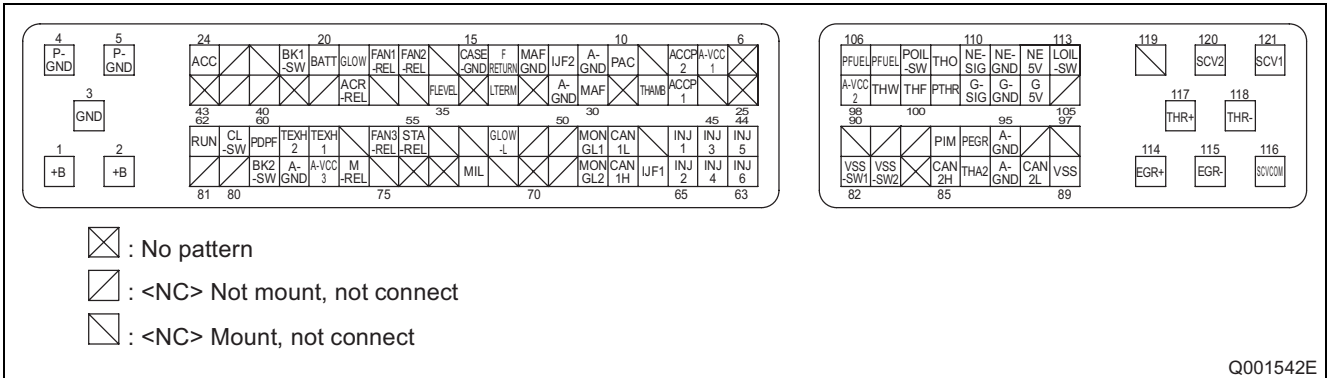 4 5 24 20 15 10 6 106 110 113 119 120 121
P-GND P-GND ACC BK1-SW BATT GLOW FAN1-REL FAN2-REL CASE-GND F RETURN MAF GND IJF2 A-GND PAC ACCP 2 A-VCC 1 PFUEL PFUEL POIL-SW THO NE-SIG NE-GND NE 5V LOIL-SW SCV2 SCV1
3 ACR-REL FLEVEL LTERM A-GND MAF THAMB ACCP 1 A-VCC 2 THW THF PTHR G-SIG G-GND G 5V 117 118
GND 43 40 35 30 25 98 100 105 THR+ THR-
62 60 55 50 45 44 90 95 97
1 2 RUN CL-SW PDPF TEXH 2 TEXH 1 FAN3-REL STA-REL GLOW-L MON GL1 CAN 1L INJ 1 INJ 3 INJ 5 PIM PEGR A-GND 114 115 116
+B +B BK2-SW A-GND A-VCC 3 M-REL MIL MON GL2 CAN 1H IJF1 INJ 2 INJ 4 INJ 6 VSS-SW1 VSS-SW2 CAN 2H THA2 A-GND CAN 2L VSS EGR+ EGR- SCVCOM
81 80 75 70 65 63 82 85 89
: No pattern
: <NC> Not mount, not connect
: <NC> Mount, not connect
Q001542E